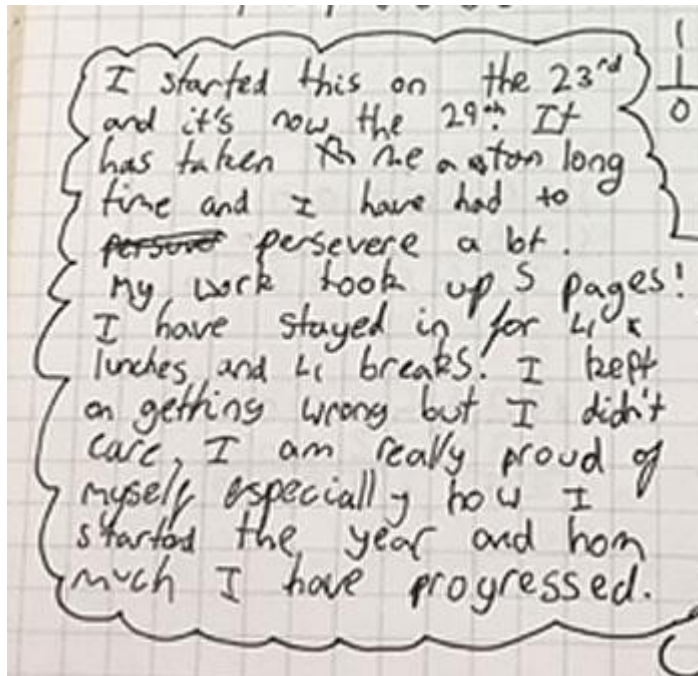 I started this on the 23rd
and it's now the 29th. It
has taken me a long
time and I have had to
persevere a lot.
My work took up 5 pages!
I have stayed in for 4
lunches and 4 breaks. I kept
on getting wrong but I didn't
care, I am really proud of
myself especially how I
started the year and how
much I have progressed.
1
1
0